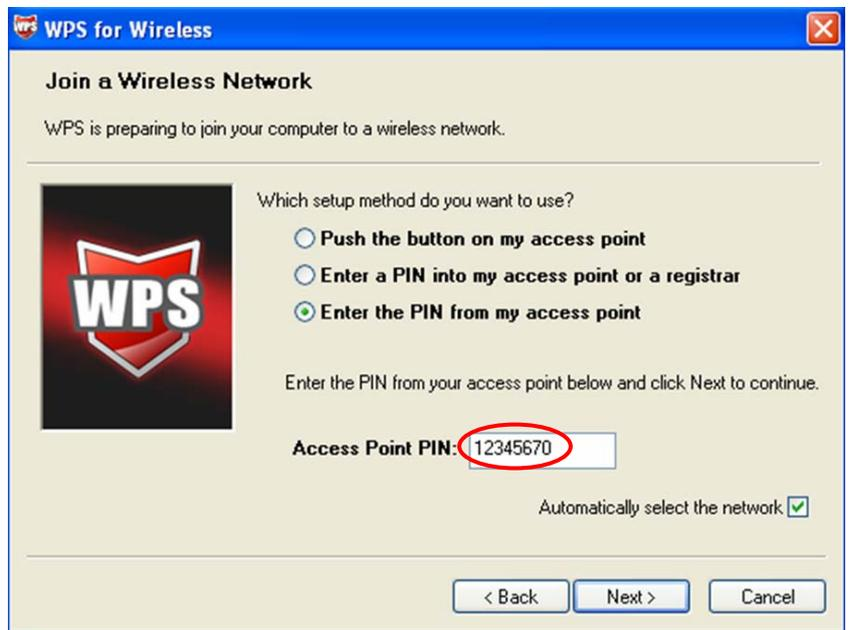 WPS for Wireless
Join a Wireless Network
WPS is preparing to join your computer to a wireless network.
WPS
Which setup method do you want to use?
Push the button on my access point
Enter a PIN into my access point or a registrar
Enter the PIN from my access point
Enter the PIN from your access point below and click Next to continue.
Access Point PIN: 12345670
Automatically select the network
< Back Next > Cancel